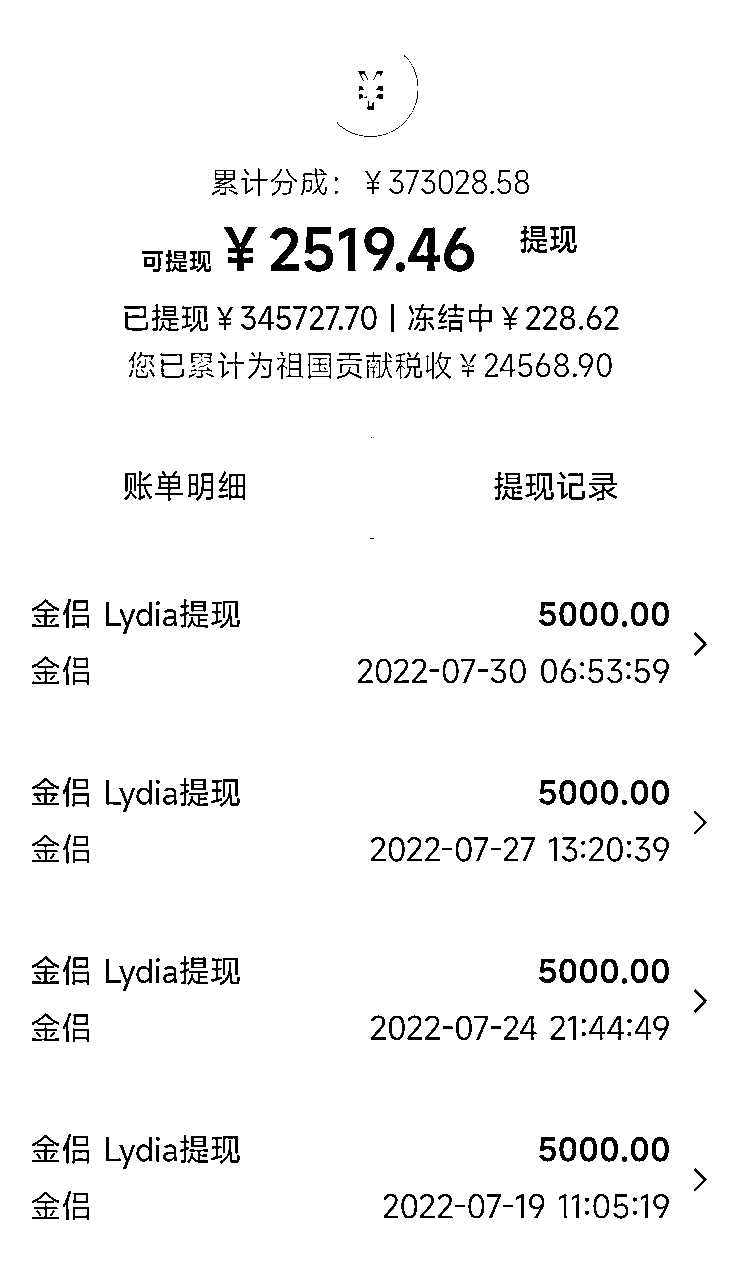 ¥
累计分成：￥373028.58
可提现 ￥2519.46 提现
已提现￥345727.70 | 冻结中￥228.62
您已累计为祖国贡献税收￥24568.90
账单明细 提现记录
金侣 Lydia提现 5000.00
金侣 2022-07-30 06:53:59
金侣 Lydia提现 5000.00
金侣 2022-07-27 13:20:39
金侣 Lydia提现 5000.00
金侣 2022-07-24 21:44:49
金侣 Lydia提现 5000.00
金侣 2022-07-19 11:05:19